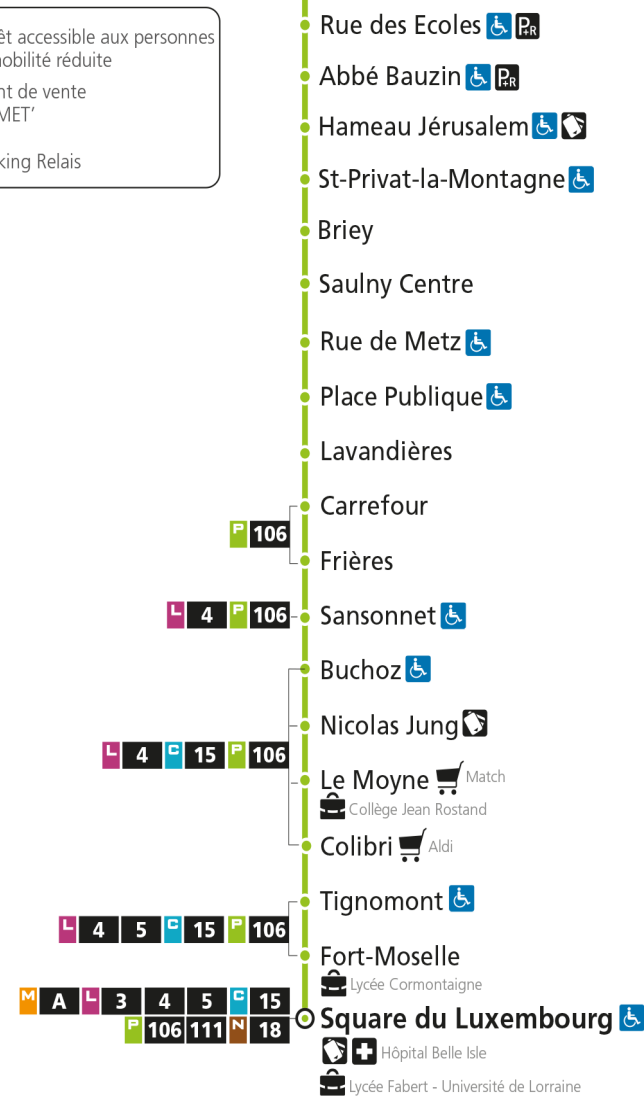 Rue des Ecoles P+R
êt accessible aux personnes
obilité réduite
Abbé Bauzin P+R
nt de vente
MET’
Hameau Jérusalem
king Relais
St-Privat-la-Montagne
Briey
Saulny Centre
Rue de Metz
Place Publique
Lavandières
Carrefour
P 106
Frières
L 4 P 106 Sansonnet
Buchoz
Nicolas Jung
L 4 C 15 P 106
Le Moyne Match
Collège Jean Rostand
Colibri Aldi
Tignomont
L 4 5 C 15 P 106
Fort-Moselle
Lycée Cormontaigne
M A L 3 4 5 C 15
P 106 111 N 18
Square du Luxembourg
Hôpital Belle Isle
Lycée Fabert - Université de Lorraine